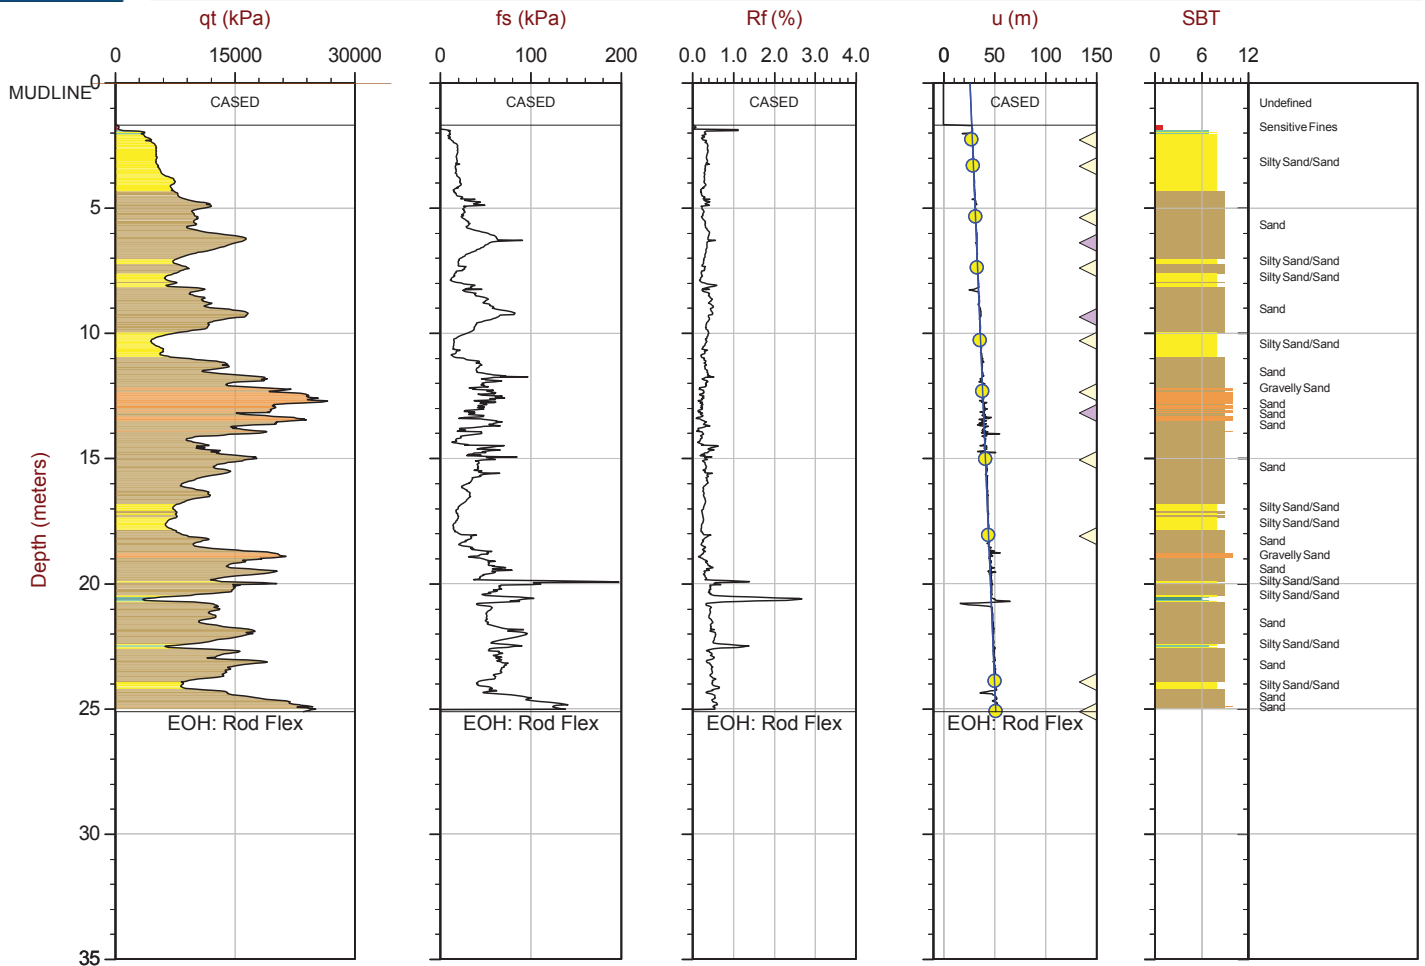 qt (kPa) fs (kPa) Rf (%) u (m) SBT
0 15000 30000 0 100 200 0.0 1.0 2.0 3.0 4.0 0 50 100 150 0 6 12
0
MUDLINE
CASED CASED CASED CASED Undefined
Sensitive Fines
Silty Sand/Sand
5
Sand
Silty Sand/Sand
Silty Sand/Sand
Sand
10
Silty Sand/Sand
Sand
Gravelly Sand
Sand
Sand
Sand
15
Sand
Silty Sand/Sand
Silty Sand/Sand
Sand
Gravelly Sand
Sand
20
Silty Sand/Sand
Silty Sand/Sand
Sand
Silty Sand/Sand
Sand
Silty Sand/Sand
Sand
25
Sand
EOH: Rod Flex EOH: Rod Flex EOH: Rod Flex EOH: Rod Flex
30
35
Depth (meters)